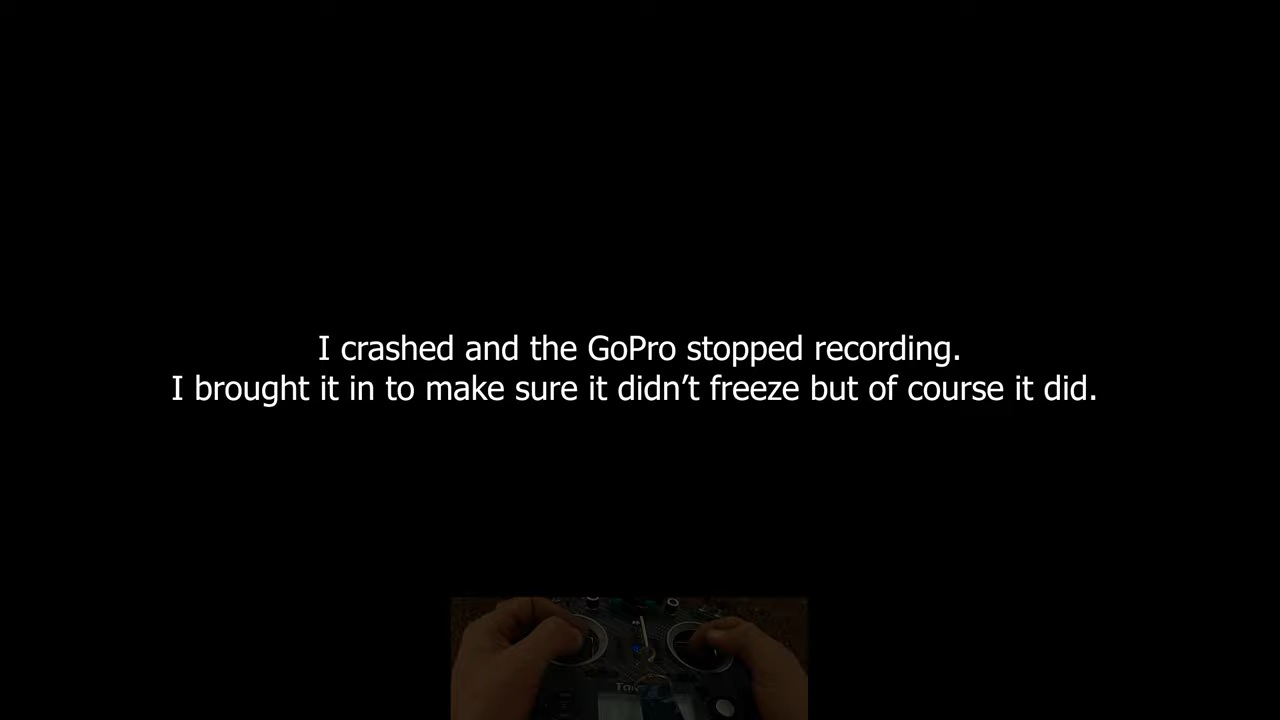 I crashed and the GoPro stopped recording.
I brought it in to make sure it didn’t freeze but of course it did.